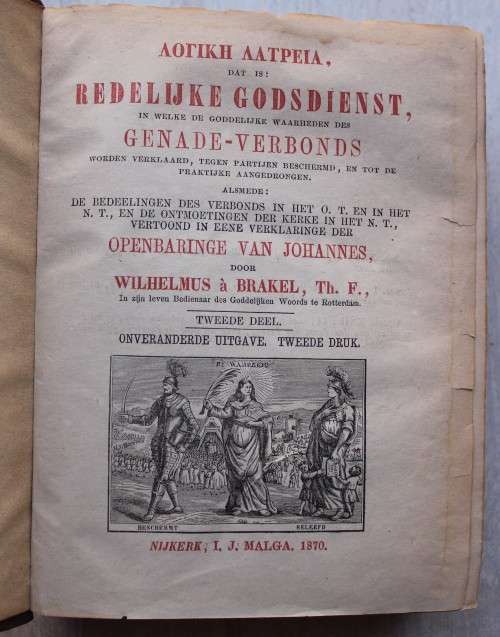 ΛΟΓΙΚΗ ΛΑΤΡΕΙΑ,
DAT IS:
REDELIJKE GODSDIENST,
IN WELKE DE GODDELIJKE WAARHEDEN DES
GENADE-VERBONDS
WORDEN VERKLAARD, TEGEN PARTIJEN BESCHERMD, EN TOT DE
PRAKTIJKE AANGEDRONGEN.
ALSMEDE:
DE BEDEELINGEN DES VERBONDS IN HET O. T. EN IN HET
N. T., EN DE ONTMOETINGEN DER KERKE IN HET N. T.,
VERTOOND IN EENE VERKLARINGE DER
OPENBARINGE VAN JOHANNES,
DOOR
WILHELMUS à BRAKEL, Th. F.,
In zijn leven Bedienaar des Goddelijken Woords te Rotterdam.
TWEEDE DEEL.
ONVERANDERDE UITGAVE. TWEEDE DRUK.
DE WAARHEID
BESCHERMT
BELEEFD
NIJKERK, I. J. MALGA. 1870.